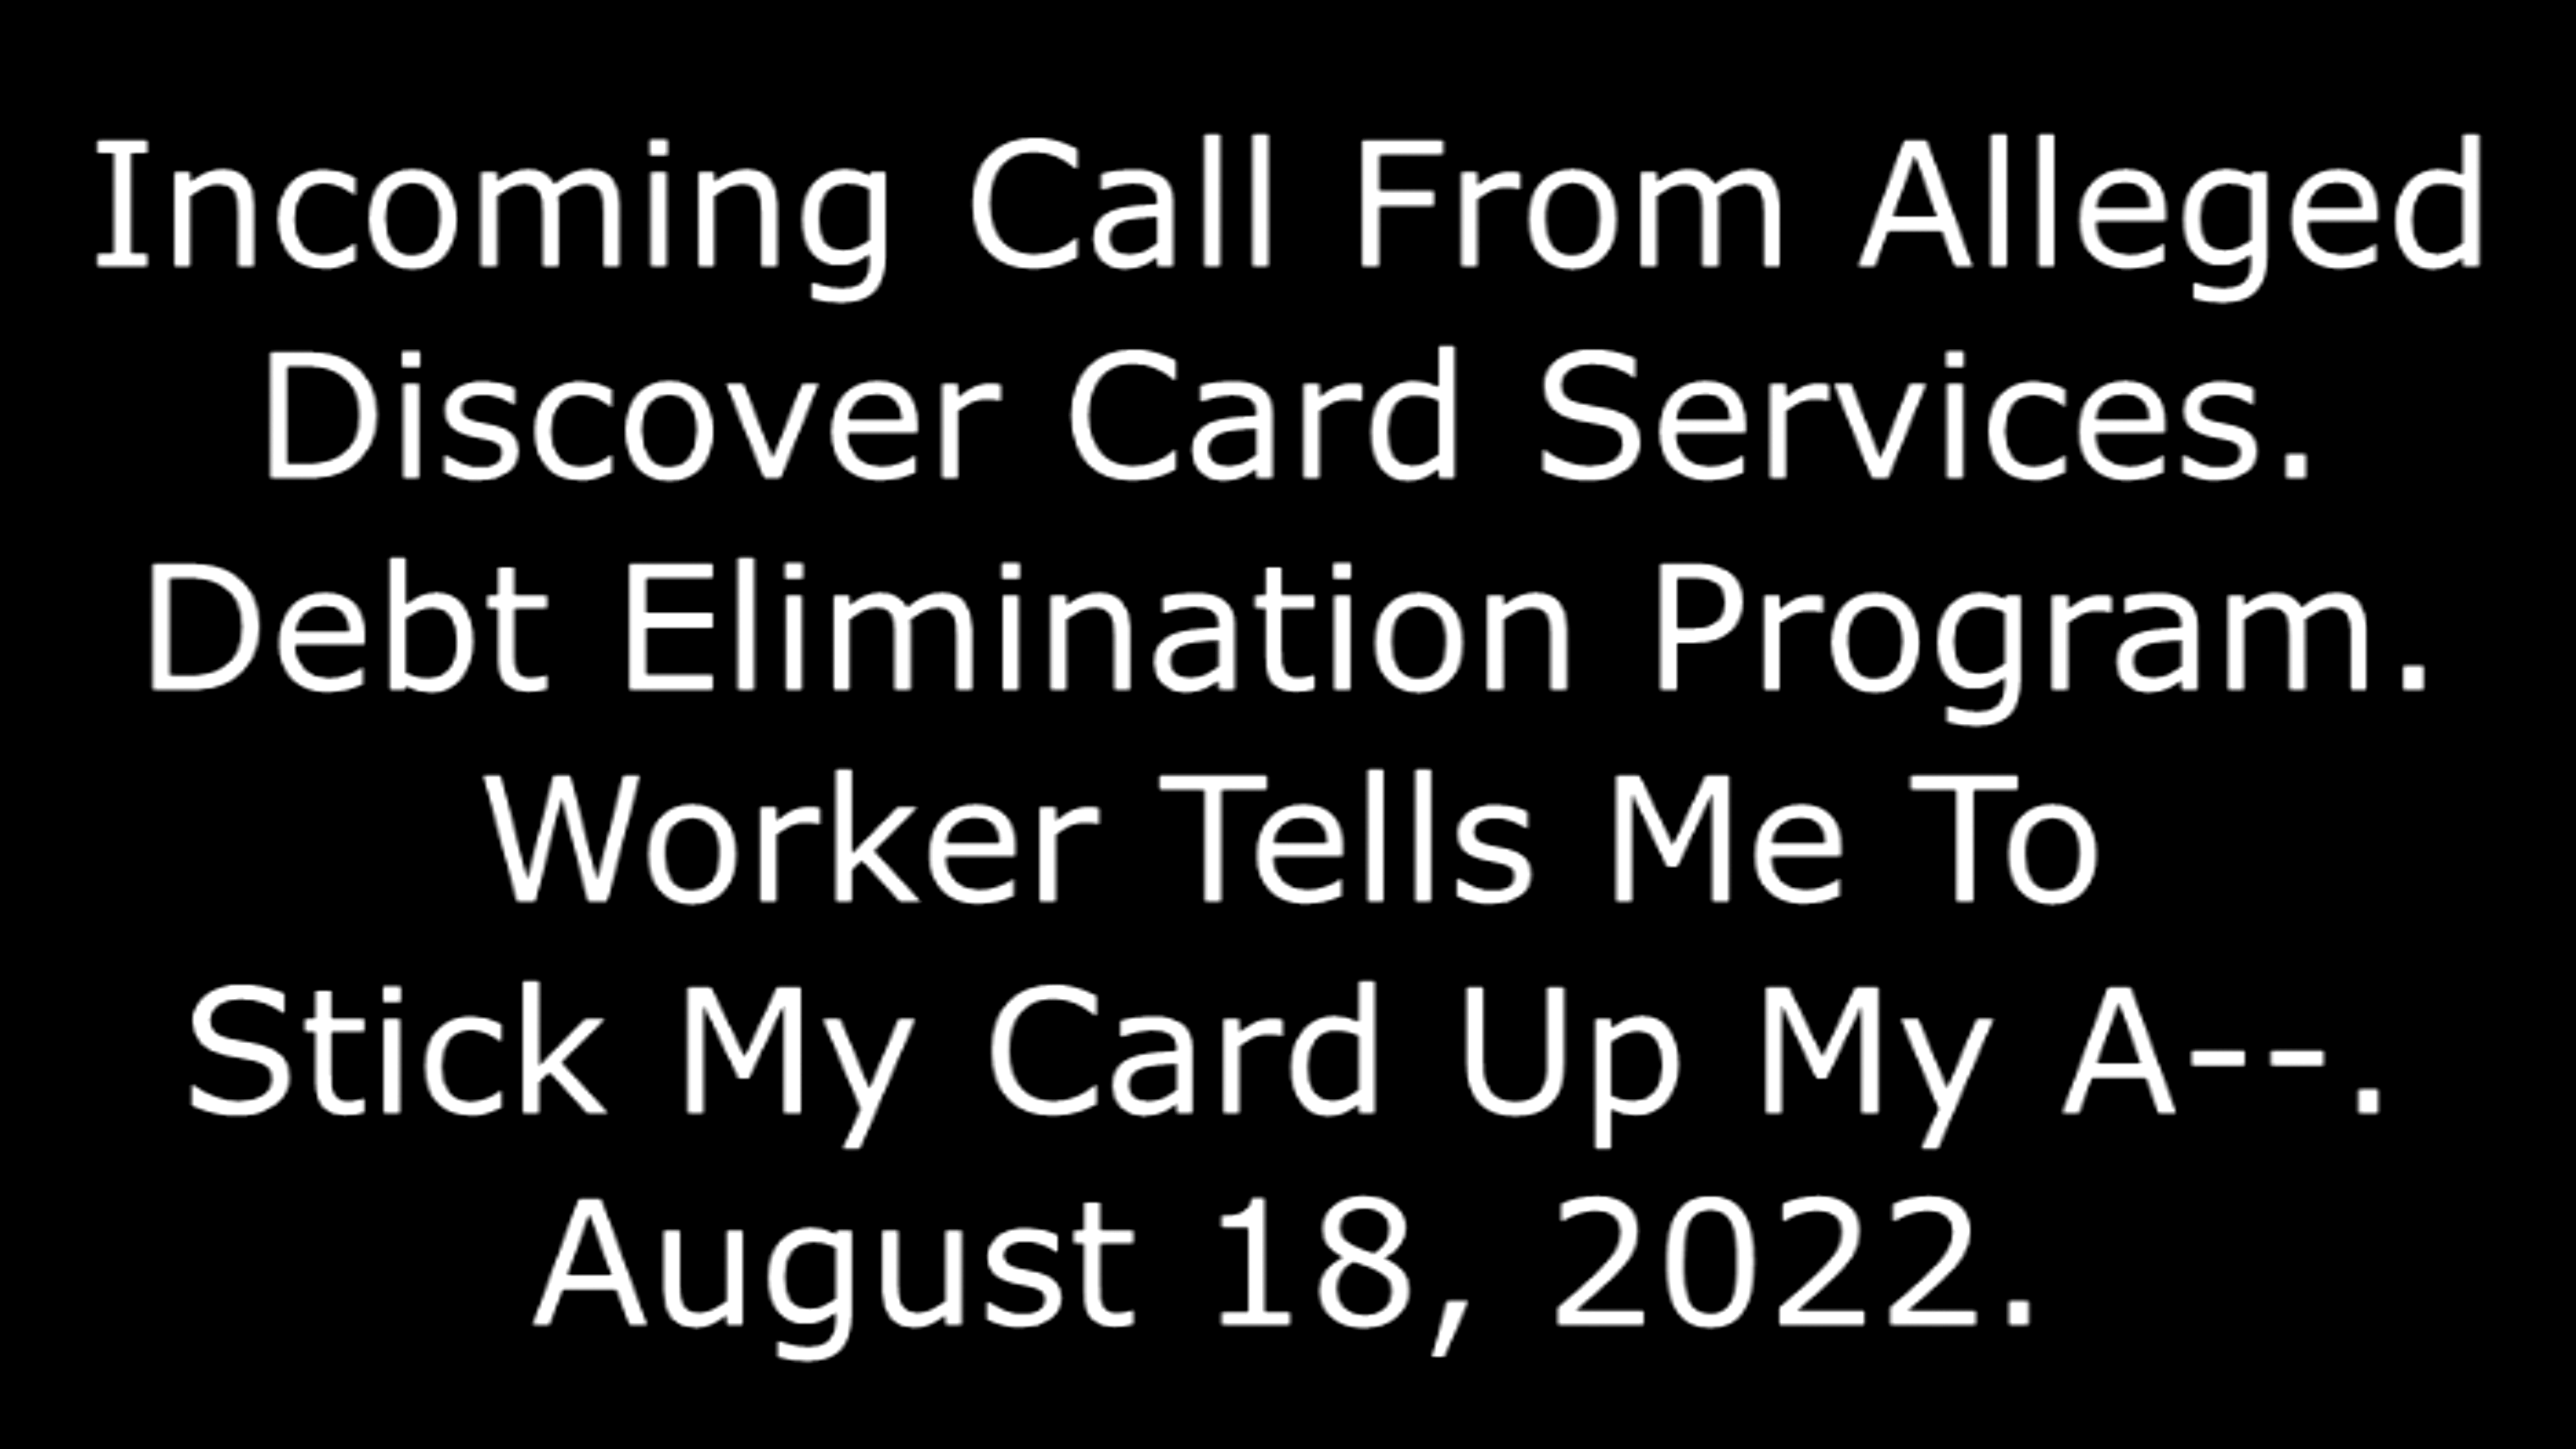 Incoming Call From Alleged
Discover Card Services.
Debt Elimination Program.
Worker Tells Me To
Stick My Card Up My A--.
August 18, 2022.